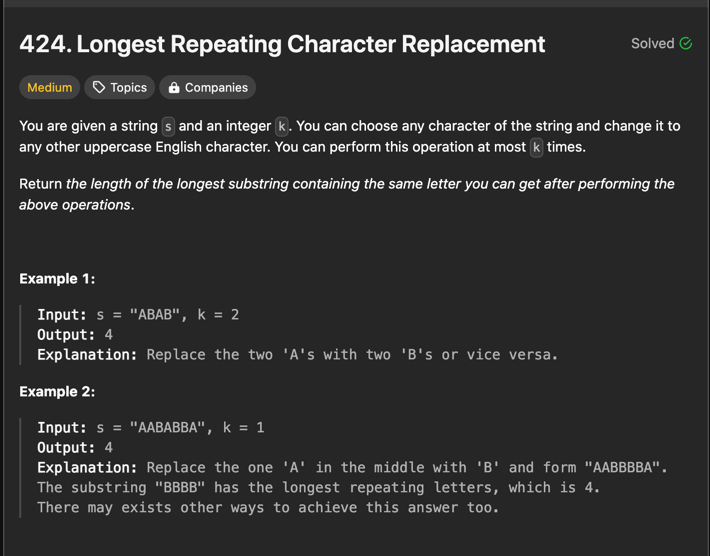 424. Longest Repeating Character Replacement
Solved
Medium Topics Companies
You are given a string s and an integer k. You can choose any character of the string and change it to
any other uppercase English character. You can perform this operation at most k times.
Return the length of the longest substring containing the same letter you can get after performing the
above operations.
Example 1:
Input: s = "ABAB", k = 2
Output: 4
Explanation: Replace the two 'A's with two 'B's or vice versa.
Example 2:
Input: s = "AABABBA", k = 1
Output: 4
Explanation: Replace the one 'A' in the middle with 'B' and form "AABBBBA".
The substring "BBBB" has the longest repeating letters, which is 4.
There may exists other ways to achieve this answer too.